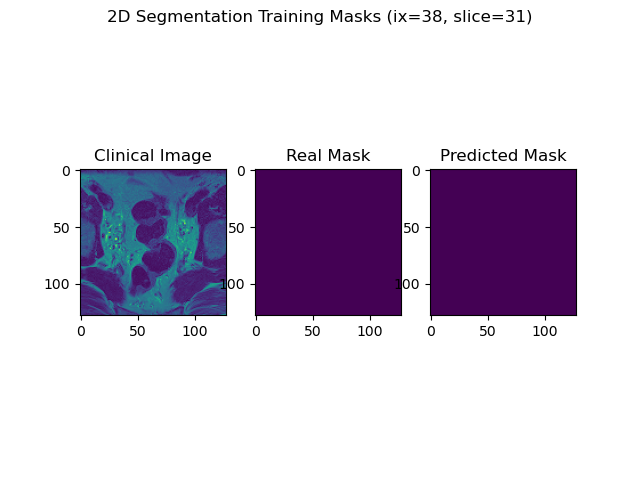 2D Segmentation Training Masks (ix=38, slice=31)
Clinical Image Real Mask Predicted Mask
0 0 0
50 50 50
100 100 100
0 50 100 0 50 100 0 50 100